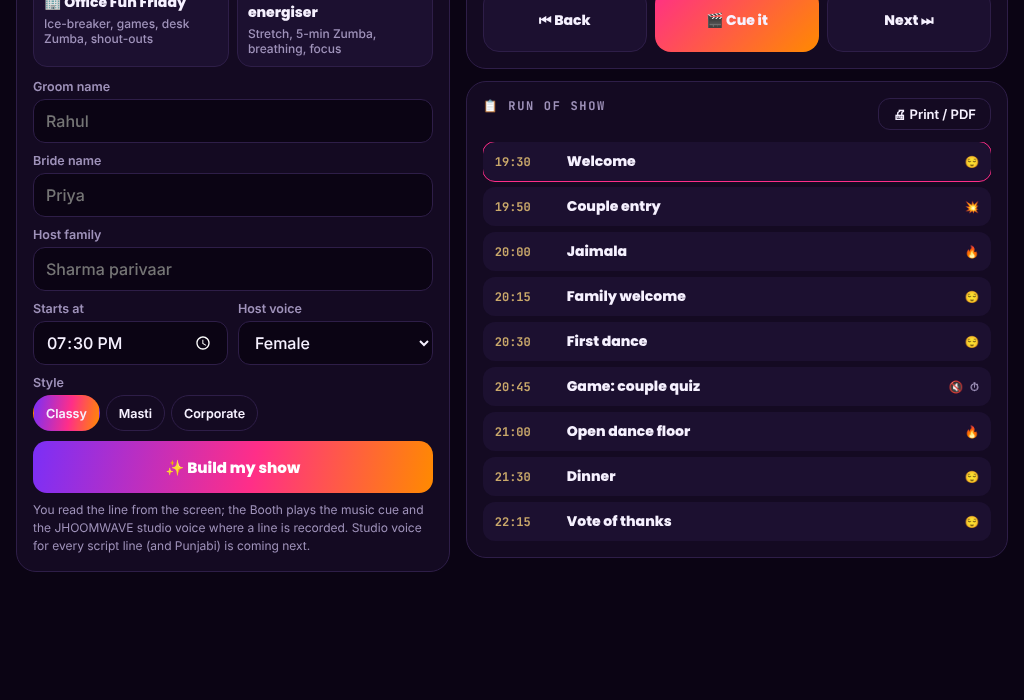 🏢 Office Fun Friday
Ice-breaker, games, desk
Zumba, shout-outs
energiser
Stretch, 5-min Zumba,
breathing, focus
Groom name
Rahul
Bride name
Priya
Host family
Sharma parivaar
Starts at
Host voice
07:30 PM
Female
Style
Classy
Masti
Corporate
✨ Build my show
You read the line from the screen; the Booth plays the music cue and
the JHOOMWAVE studio voice where a line is recorded. Studio voice
for every script line (and Punjabi) is coming next.
⏮ Back
🎬 Cue it
Next ⏭
📋 RUN OF SHOW
🖨 Print / PDF
19:30 Welcome 😌
19:50 Couple entry 💥
20:00 Jaimala 🔥
20:15 Family welcome 😌
20:30 First dance 😌
20:45 Game: couple quiz 🔇 ⏱
21:00 Open dance floor 🔥
21:30 Dinner 😌
22:15 Vote of thanks 😌